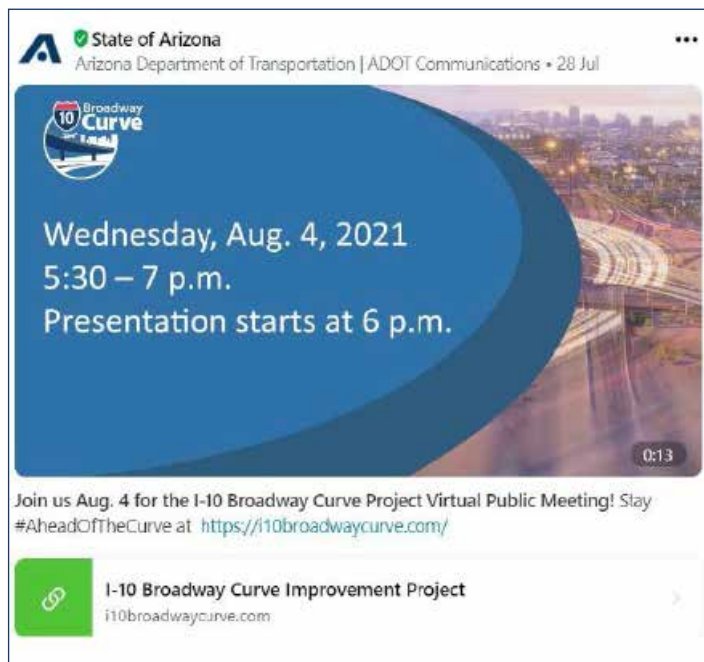 State of Arizona
Arizona Department of Transportation | ADOT Communications • 28 Jul
10
Broadway
Curve
Wednesday, Aug. 4, 2021
5:30 – 7 p.m.
Presentation starts at 6 p.m.
0:13
Join us Aug. 4 for the I-10 Broadway Curve Project Virtual Public Meeting! Stay
#AheadOfTheCurve at https://i10broadwaycurve.com/
I-10 Broadway Curve Improvement Project
i10broadwaycurve.com